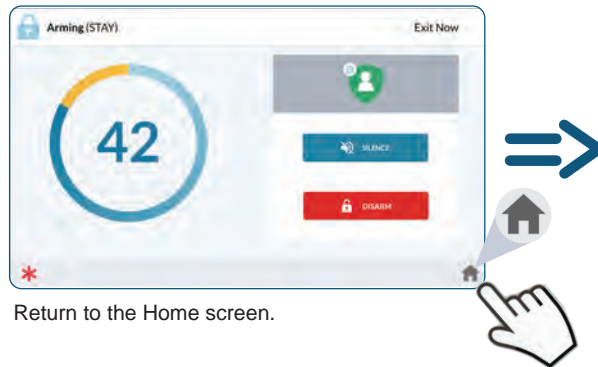 Arming (STAY) Exit Now
42
SILENCE
DISARM
*
Return to the Home screen.